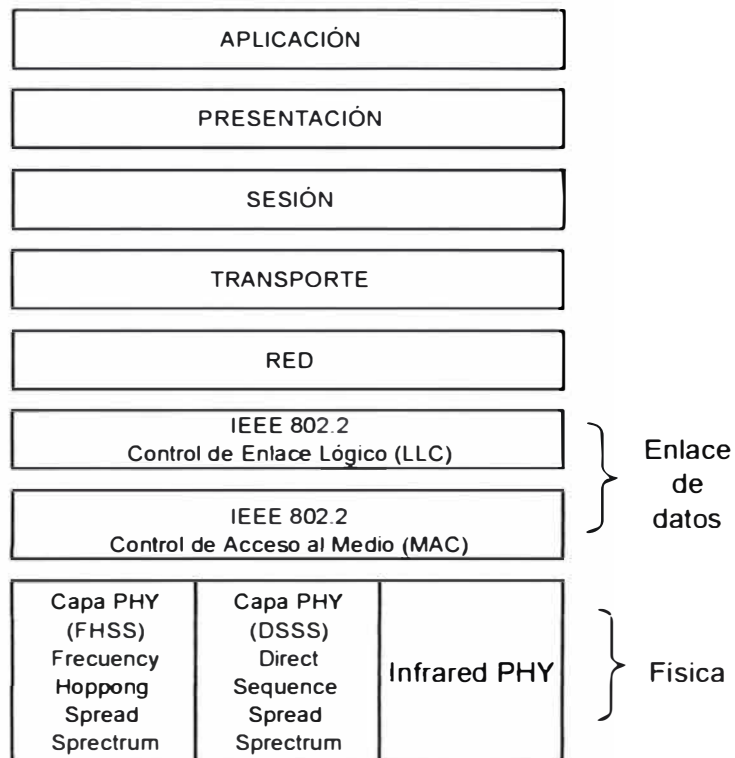 APLICACIÓN
PRESENTACIÓN
SESIÓN
TRANSPORTE
RED
IEEE 802.2
Control de Enlace Lógico (LLC)
IEEE 802.2
Control de Acceso al Medio (MAC)
Enlace
de
datos
Capa PHY
(FHSS)
Frecuency
Hoppong
Spread
Sprectrum
Capa PHY
(DSSS)
Direct
Sequence
Spread
Sprectrum
Infrared PHY
Física